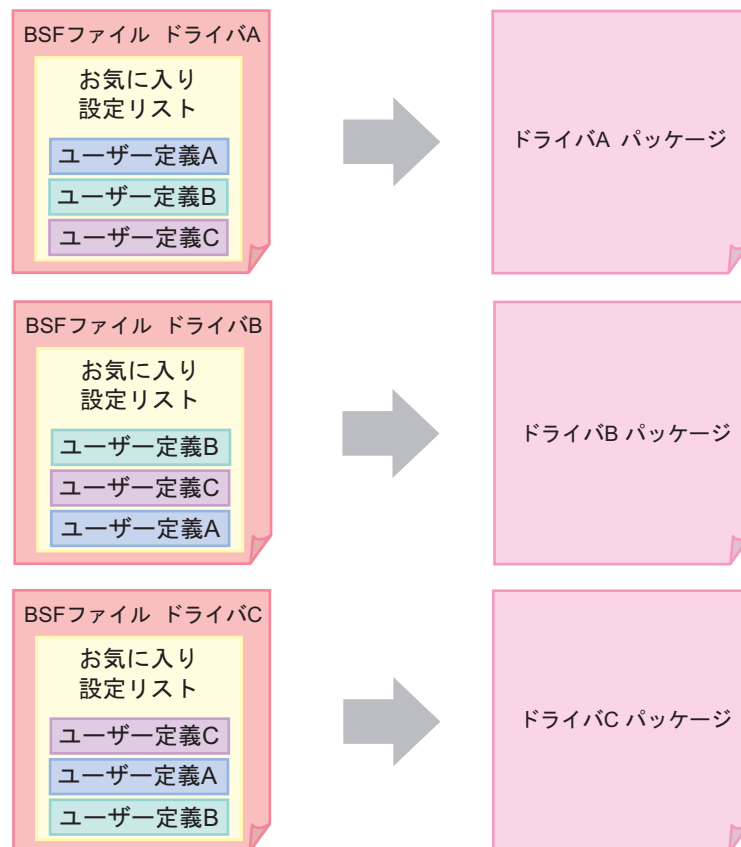 BSFファイル ドライバA
お気に入り
設定リスト
ユーザー定義A
ユーザー定義B
ユーザー定義C
ドライバA パッケージ
BSFファイル ドライバB
お気に入り
設定リスト
ユーザー定義B
ユーザー定義C
ユーザー定義A
ドライバB パッケージ
BSFファイル ドライバC
お気に入り
設定リスト
ユーザー定義C
ユーザー定義A
ユーザー定義B
ドライバC パッケージ